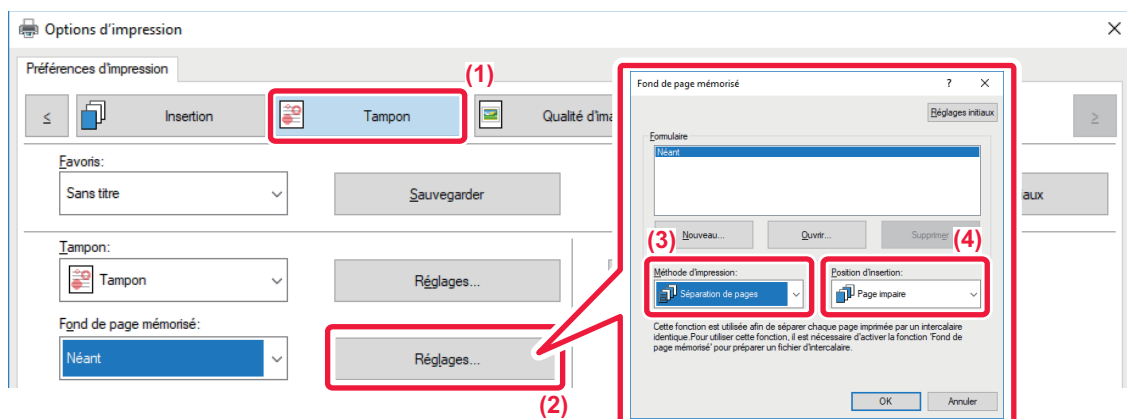 Options d'impression
Préférences d'impression
(1)
<
Insertion
Tampon
Qualité d'ima
>
Favoris:
Sans titre
Sauvegarder
iaux
Tampon:
Tampon
Réglages...
Fond de page mémorisé:
Néant
Réglages...
(2)
Fond de page mémorisé
?
Réglages initiaux
Formulaire
Néant
Nouveau...
Ouvrir...
Supprimer
(3)
(4)
Méthode d'impression:
Position d'insertion:
Séparation de pages
Page impaire
Cette fonction est utilisée afin de séparer chaque page imprimée par un intercalaire
identique.Pour utiliser cette fonction, il est nécessaire d'activer la fonction 'Fond de
page mémorisé' pour préparer un fichier d'intercalaire.
OK
Annuler